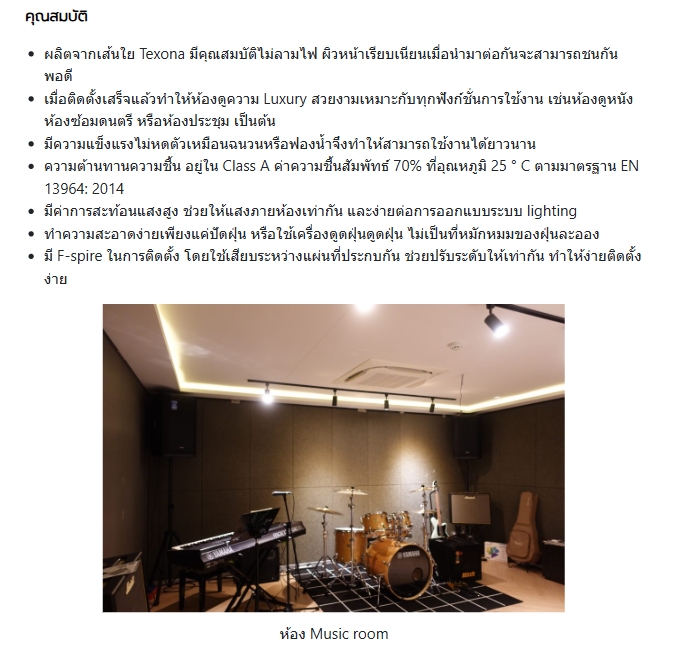 คุณสมบัติ
ผลิตจากเส้นใย Texona มีคุณสมบัติไม่ลามไฟ ผิวหน้าเรียบเนียนเมื่อนำมาต่อกันจะสามารถชนกัน
พอดี
เมื่อติดตั้งเสร็จแล้วทำให้ห้องดูความ Luxury สวยงามเหมาะกับทุกฟังก์ชั่นการใช้งาน เช่นห้องดูหนัง
ห้องซ้อมดนตรี หรือห้องประชุม เป็นต้น
มีความแข็งแรงไม่หดตัวเหมือนฉนวนหรือฟองน้ำจึงทำให้สามารถใช้งานได้ยาวนาน
ความต้านทานความชื้น อยู่ใน Class A ค่าความชื้นสัมพัทธ์ 70% ที่อุณหภูมิ 25 ° C ตามมาตรฐาน EN
13964: 2014
มีค่าการสะท้อนแสงสูง ช่วยให้แสงภายห้องเท่ากัน และง่ายต่อการออกแบบระบบ lighting
ทำความสะอาดง่ายเพียงแค่ปัดฝุ่น หรือใช้เครื่องดูดฝุ่นดูดฝุ่น ไม่เป็นที่หมักหมมของฝุ่นละออง
มี F-spire ในการติดตั้ง โดยใช้เสียบระหว่างแผ่นที่ประกบกัน ช่วยปรับระดับให้เท่ากัน ทำให้ง่ายติดตั้ง
ง่าย
YAMAHA
YAMAHA
ห้อง Music room